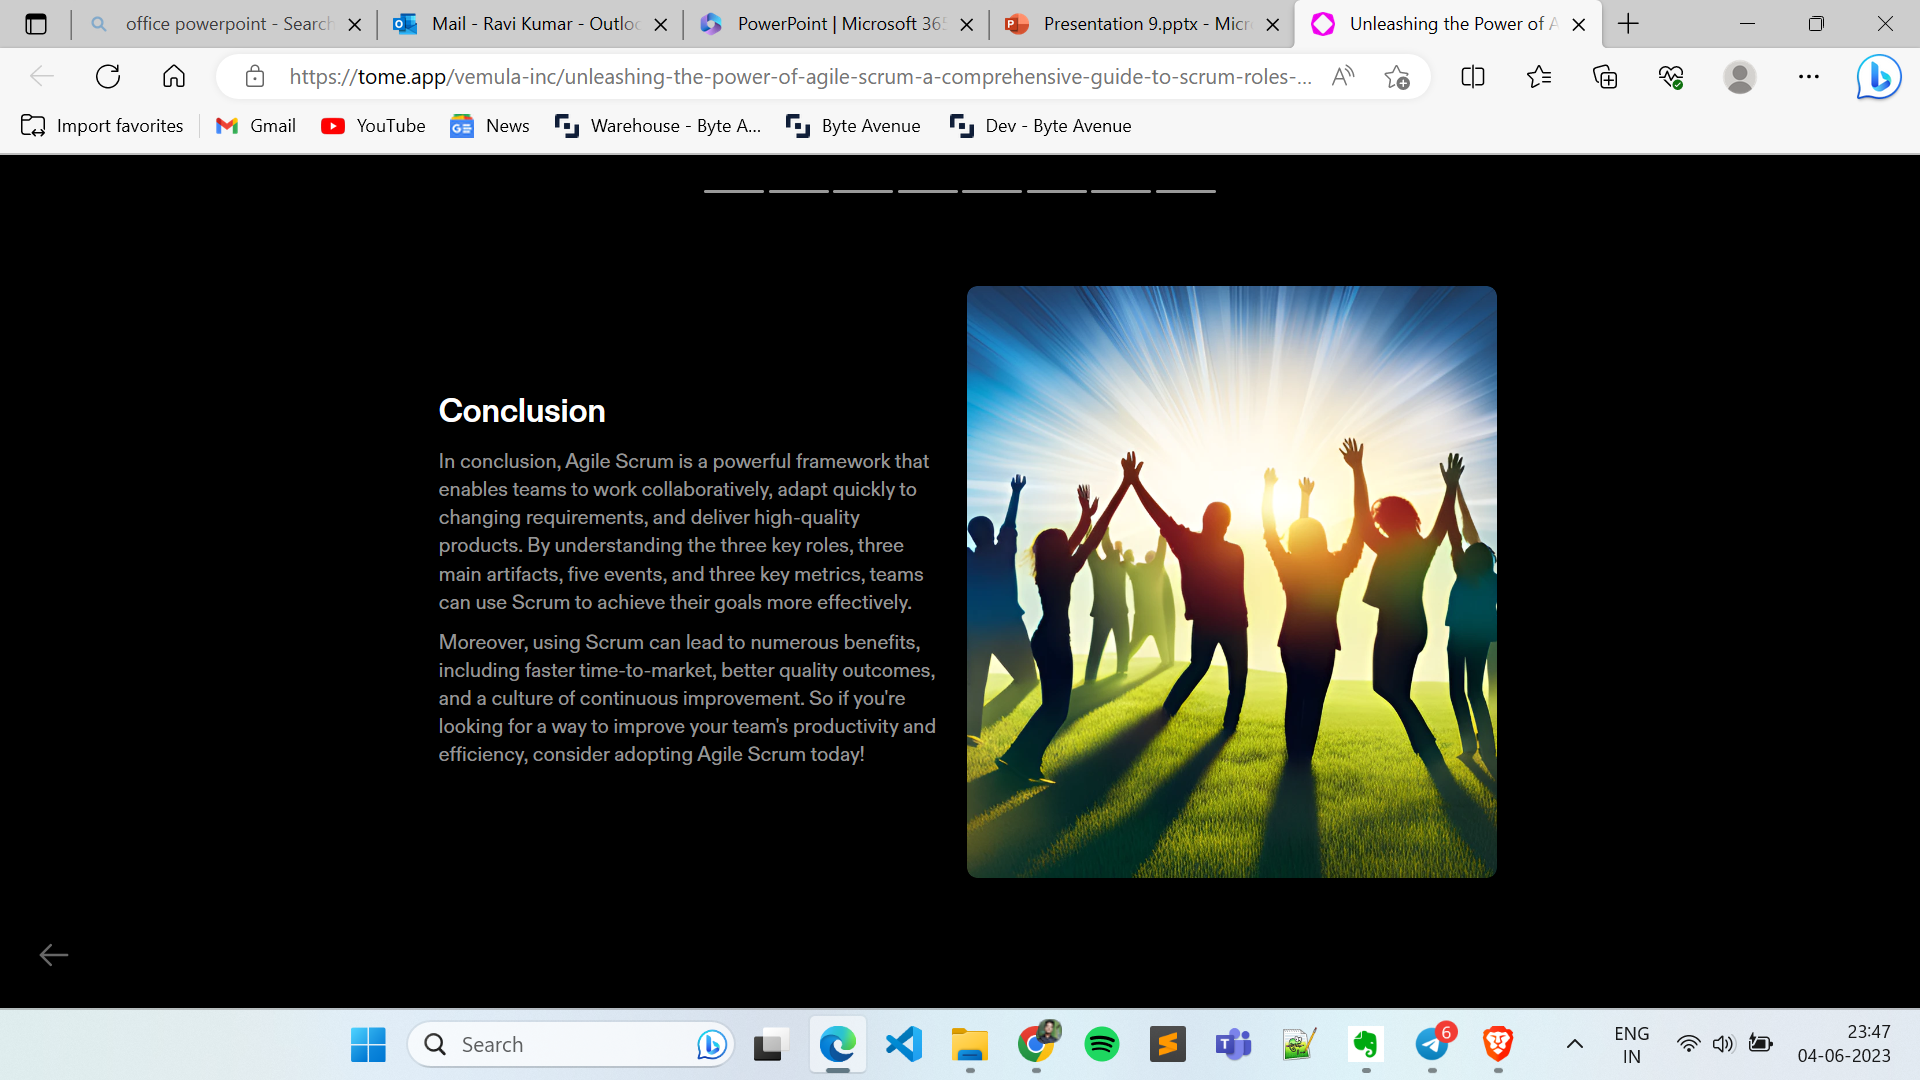 office powerpoint - Search
Mail - Ravi Kumar - Outloo
PowerPoint | Microsoft 365
Presentation 9.pptx - Micro
Unleashing the Power of A
https://tome.app/vemula-inc/unleashing-the-power-of-agile-scrum-a-comprehensive-guide-to-scrum-roles-...
Import favorites
Gmail
YouTube
News
Warehouse - Byte A...
Byte Avenue
Dev - Byte Avenue
Conclusion
In conclusion, Agile Scrum is a powerful framework that
enables teams to work collaboratively, adapt quickly to
changing requirements, and deliver high-quality
products. By understanding the three key roles, three
main artifacts, five events, and three key metrics, teams
can use Scrum to achieve their goals more effectively.
Moreover, using Scrum can lead to numerous benefits,
including faster time-to-market, better quality outcomes,
and a culture of continuous improvement. So if you're
looking for a way to improve your team's productivity and
efficiency, consider adopting Agile Scrum today!
Search
6
ENG
IN
23:47
04-06-2023